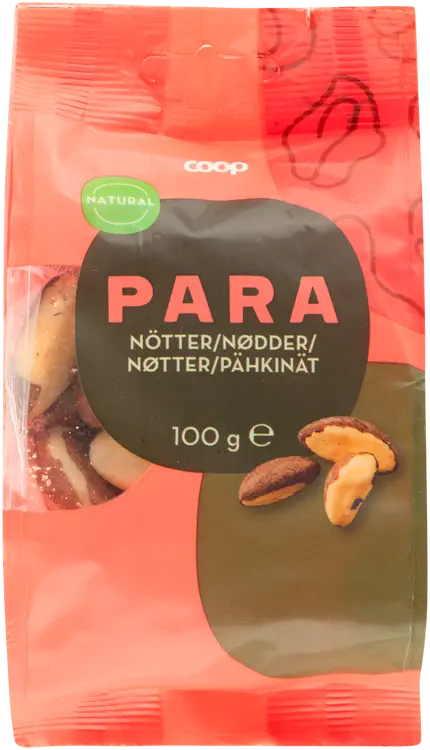 coop
NATURAL
PARA
NÖTTER/NØDDER/
NØTTER/PÄHKINÄT
100 g ℮